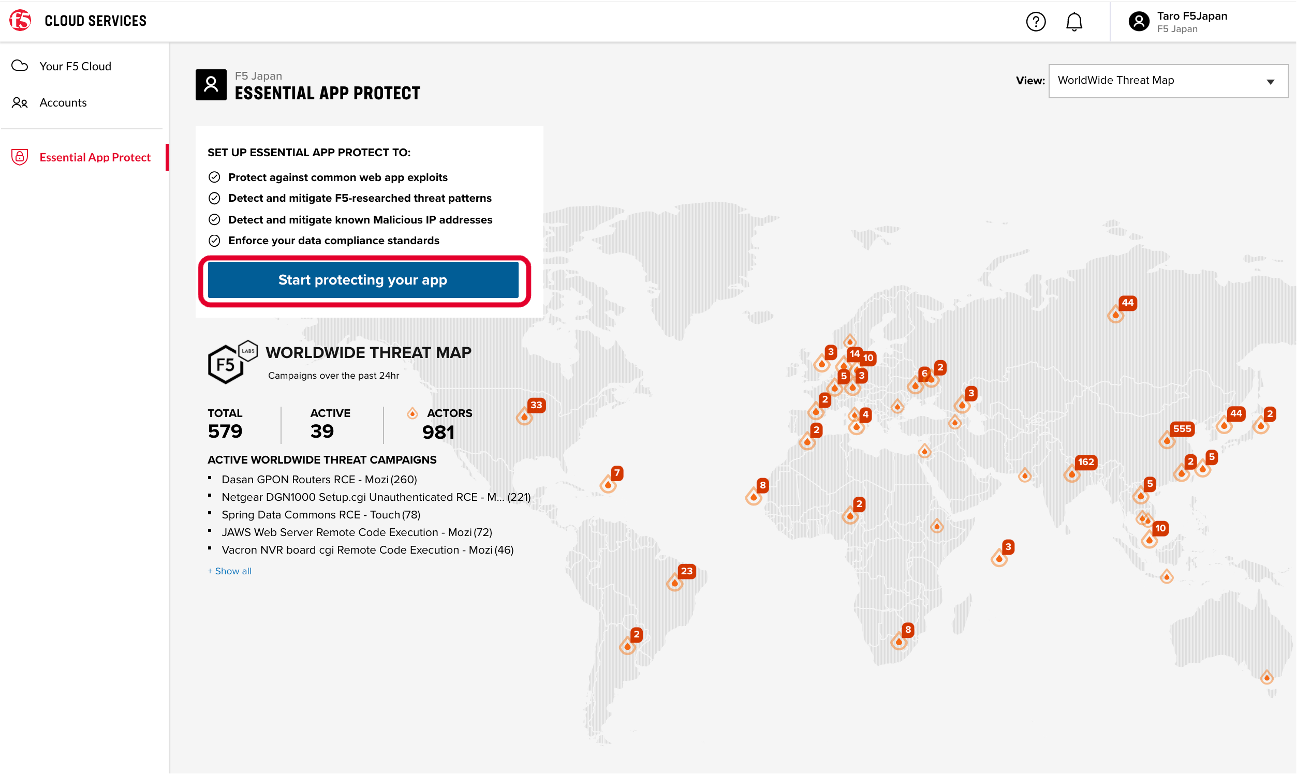 f5 CLOUD SERVICES
?
Taro F5Japan
F5 Japan
Your F5 Cloud
Accounts
Essential App Protect
F5 Japan
ESSENTIAL APP PROTECT
View: WorldWide Threat Map
SET UP ESSENTIAL APP PROTECT TO:
Protect against common web app exploits
Detect and mitigate F5-researched threat patterns
Detect and mitigate known Malicious IP addresses
Enforce your data compliance standards
Start protecting your app
F5 LABS
WORLDWIDE THREAT MAP
Campaigns over the past 24hr
TOTAL ACTIVE ACTORS
579 39 981
ACTIVE WORLDWIDE THREAT CAMPAIGNS
Dasan GPON Routers RCE - Mozi (260)
Netgear DGN1000 Setup.cgi Unauthenticated RCE - M... (221)
Spring Data Commons RCE - Touch (78)
JAWS Web Server Remote Code Execution - Mozi (72)
Vacron NVR board cgi Remote Code Execution - Mozi (46)
+ Show all
44
3 14 10
5 3 6 2
2 3
33
4
44 2
2
555
5
162 2
7
8 5
2
10
3
23
8
2